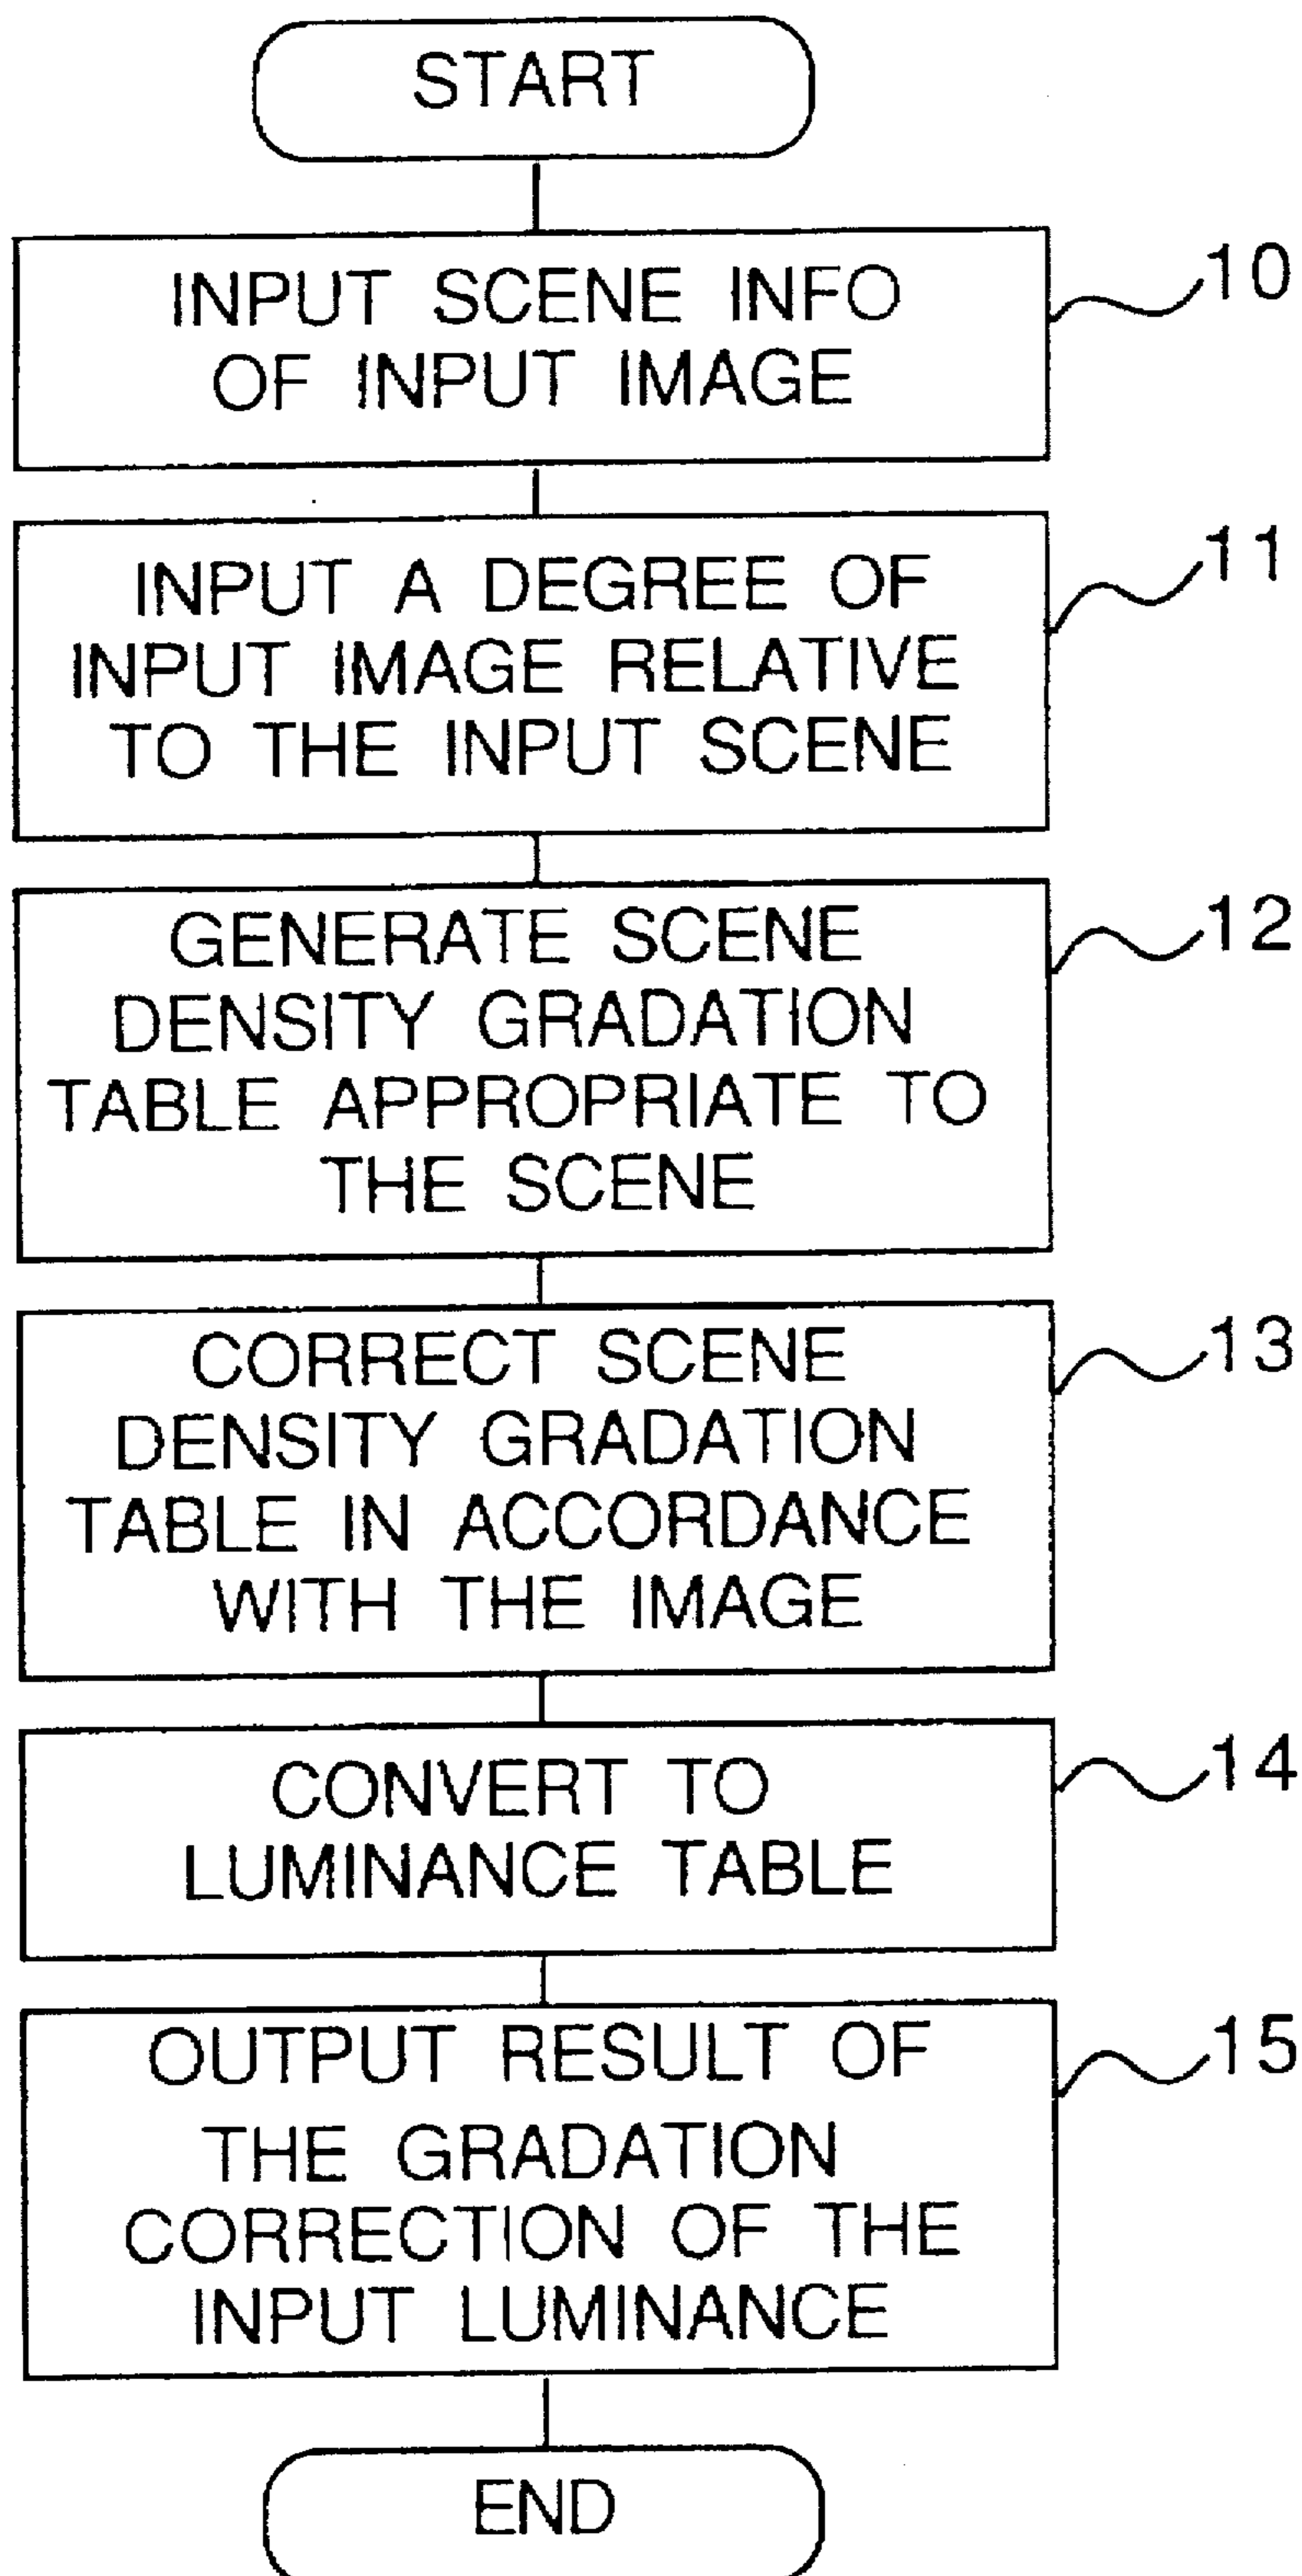 START
INPUT SCENE INFO
OF INPUT IMAGE
10
INPUT A DEGREE OF
INPUT IMAGE RELATIVE
TO THE INPUT SCENE
11
GENERATE SCENE
DENSITY GRADATION
TABLE APPROPRIATE TO
THE SCENE
12
CORRECT SCENE
DENSITY GRADATION
TABLE IN ACCORDANCE
WITH THE IMAGE
13
CONVERT TO
LUMINANCE TABLE
14
OUTPUT RESULT OF
THE GRADATION
CORRECTION OF THE
INPUT LUMINANCE
15
END